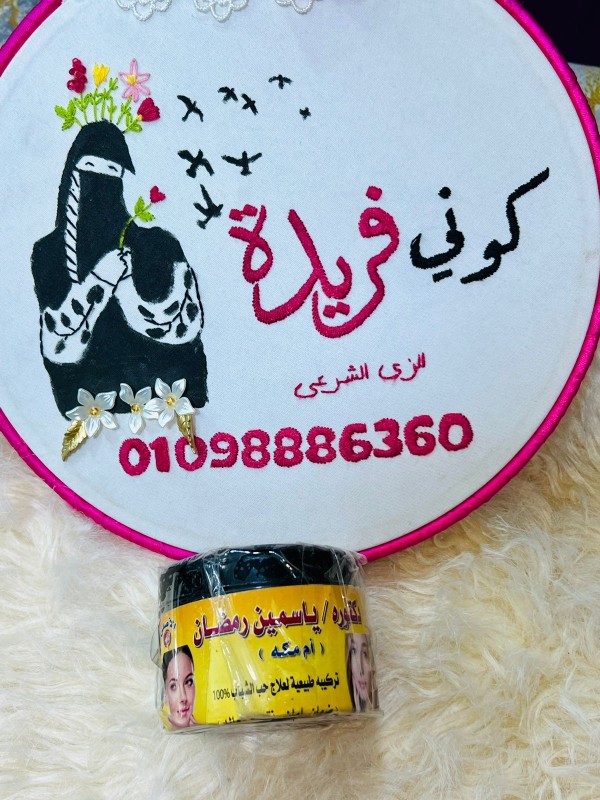 كوني فريدة
للزي الشرعي
01098886360
دكتوره / ياسمين رمضان
( أم مكه )
تركيبه طبيعية لعلاج حب الشباب 100%